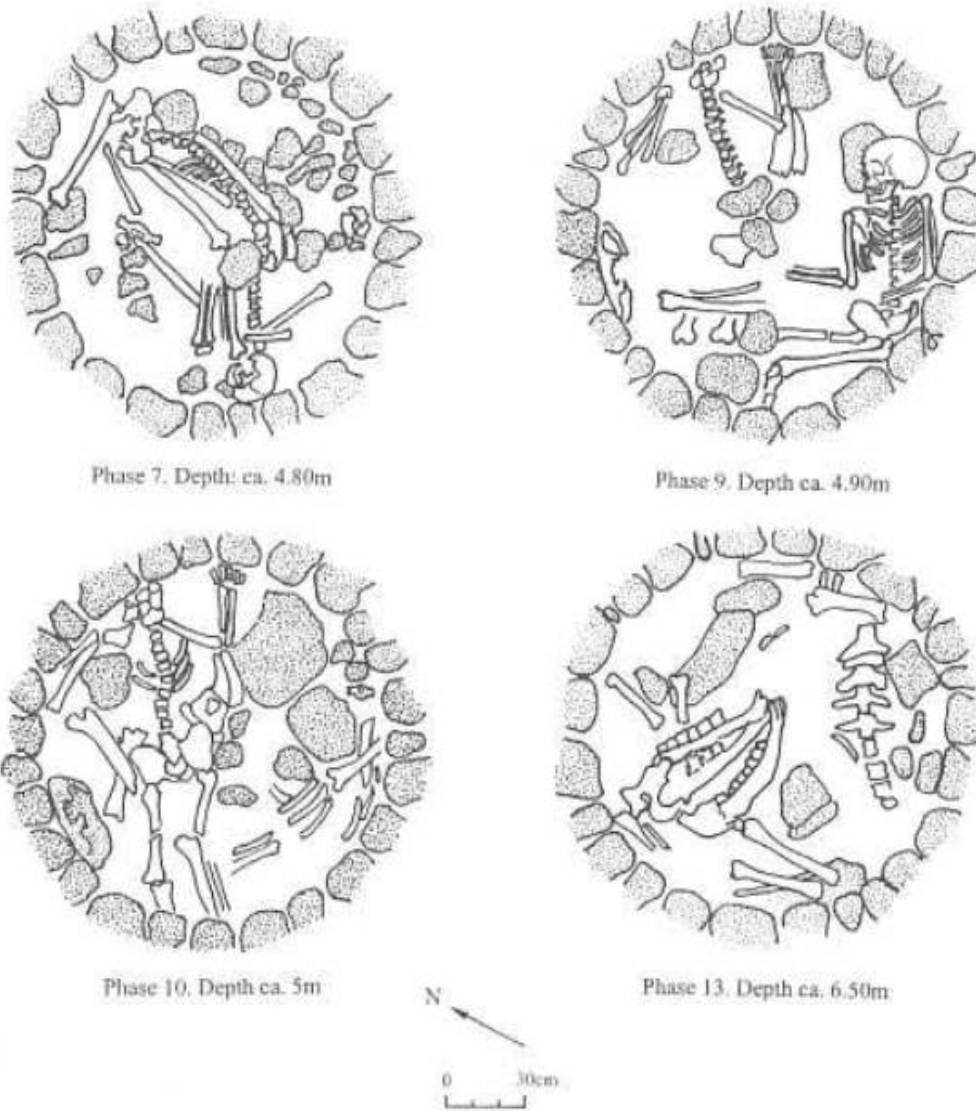 Phase 7. Depth: ca. 4.80m
Phase 9. Depth ca. 4.90m
Phase 10. Depth ca. 5m
Phase 13. Depth ca. 6.50m
N
0 30cm